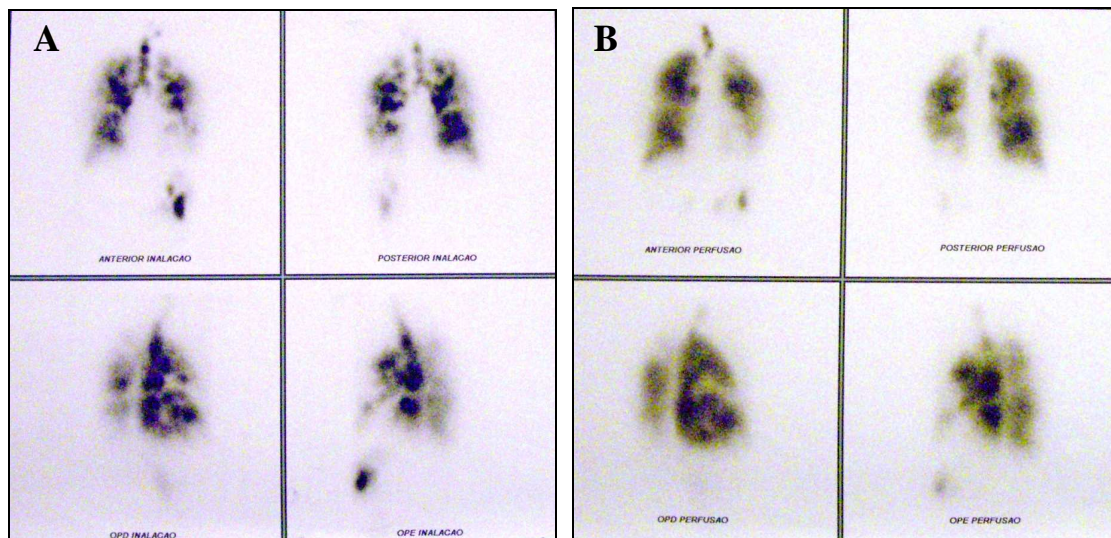 A
B
ANTERIOR INALACAO
POSTERIOR INALACAO
ANTERIOR PERFUSAO
POSTERIOR PERFUSAO
OPD INALACAO
OPE INALACAO
OPD PERFUSAO
OPE PERFUSAO